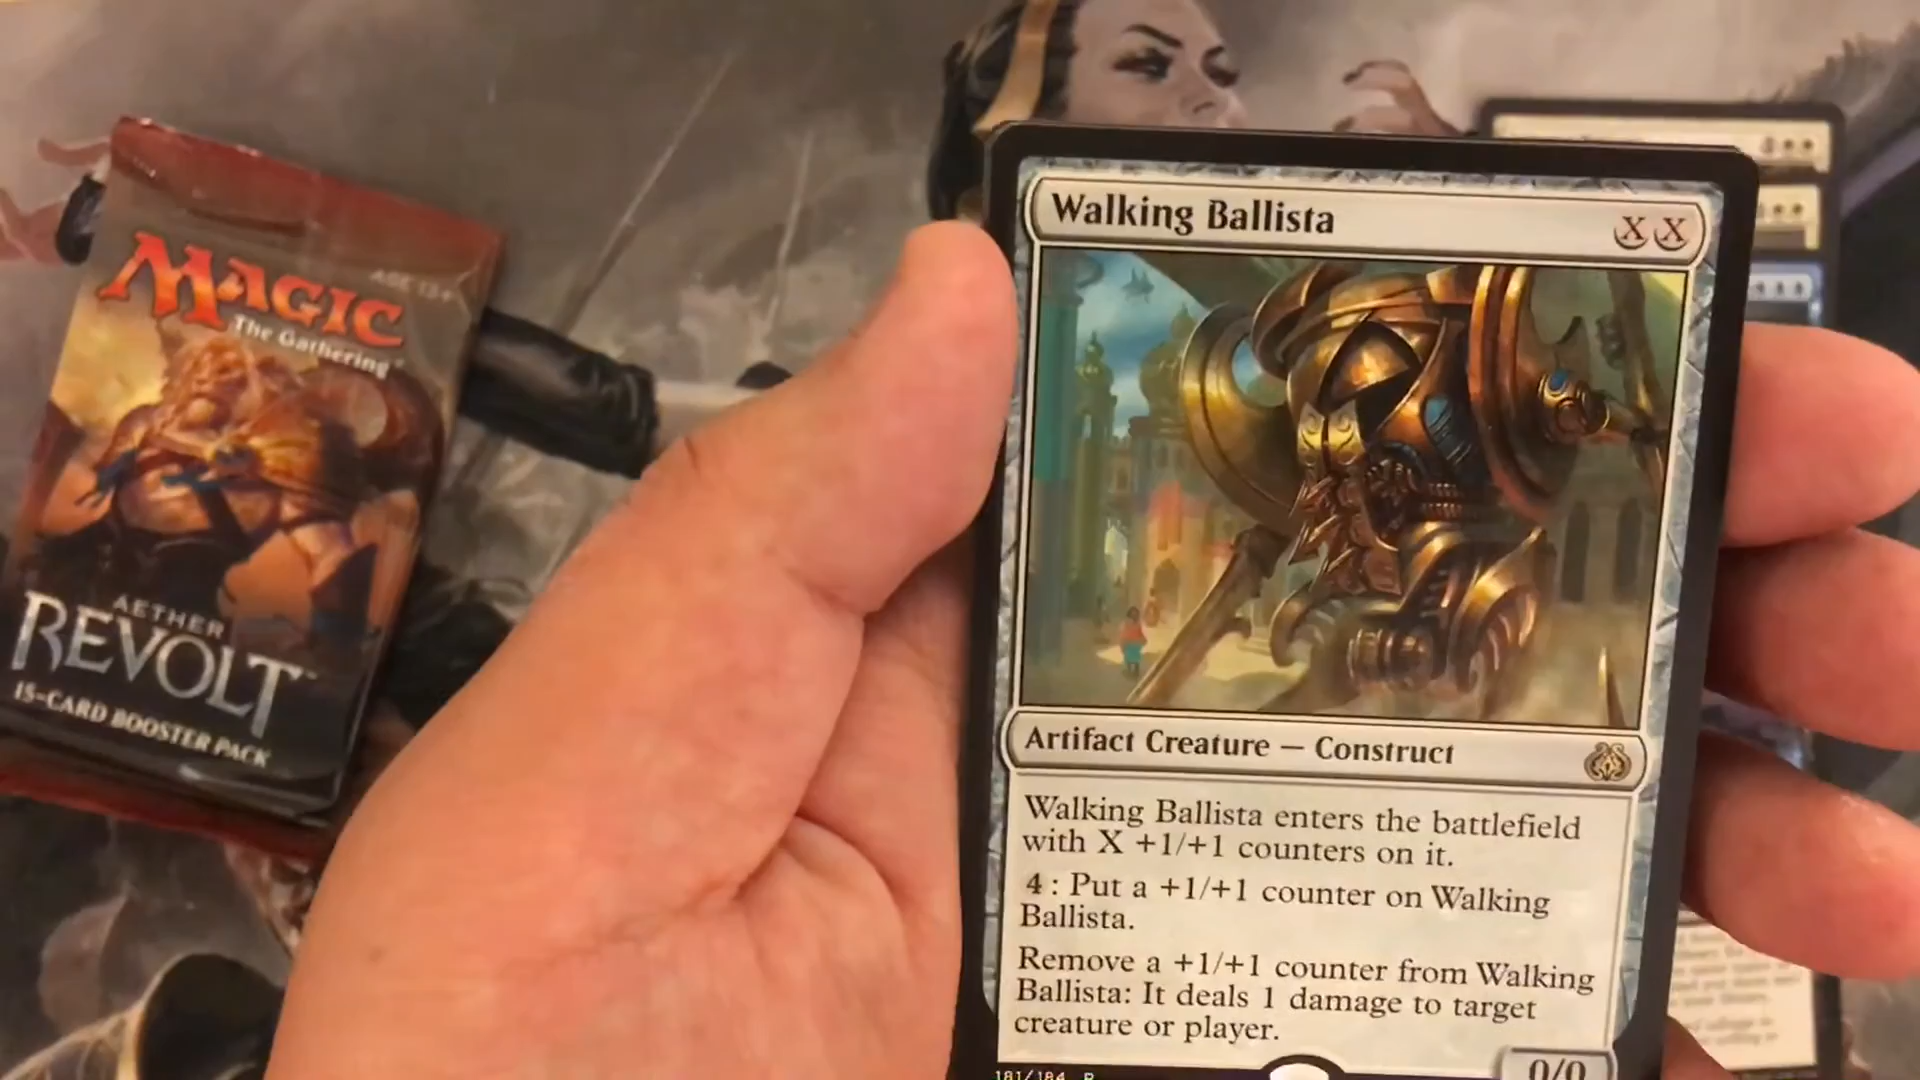 MAGIC
AGE 13+
The Gathering
AETHER
REVOLT™
15-CARD BOOSTER PACK
Walking Ballista XX
Artifact Creature — Construct
Walking Ballista enters the battlefield
with X +1/+1 counters on it.
4 : Put a +1/+1 counter on Walking
Ballista.
Remove a +1/+1 counter from Walking
Ballista: It deals 1 damage to target
creature or player.
181/184 R
0/0